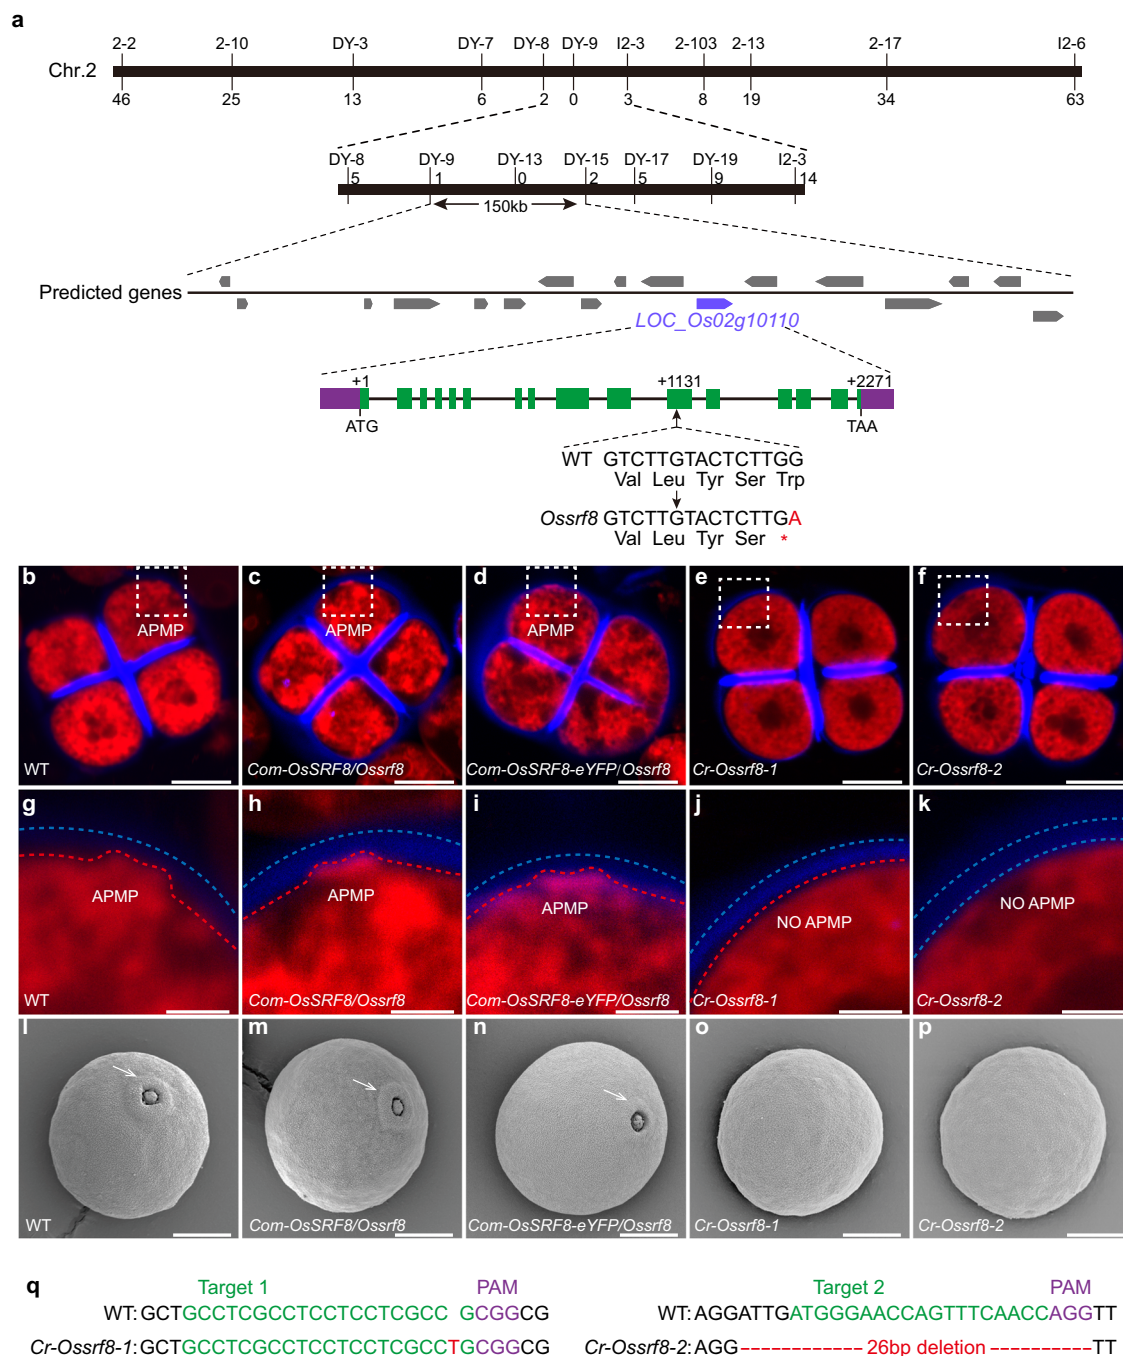 a
2-2 2-10 DY-3 DY-7 DY-8 DY-9 I2-3 2-103 2-13 2-17 I2-6
Chr.2
46 25 13 6 2 0 3 8 19 34 63
DY-8 DY-9 DY-13 DY-15 DY-17 DY-19 I2-3
5 1 0 2 5 9 14
150kb
Predicted genes
LOC_Os02g10110
+1 +1131 +2271
ATG TAA
WT GTCTTGTACTCTTGG
Val Leu Tyr Ser Trp
Ossrf8 GTCTTGTACTCTTGA
Val Leu Tyr Ser *
b c d e f
APMP APMP APMP
WT Com-OsSRF8/Ossrf8 Com-OsSRF8-eYFP/Ossrf8 Cr-Ossrf8-1 Cr-Ossrf8-2
g h i j k
APMP APMP APMP NO APMP NO APMP
WT Com-OsSRF8/Ossrf8 Com-OsSRF8-eYFP/Ossrf8 Cr-Ossrf8-1 Cr-Ossrf8-2
l m n o p
WT Com-OsSRF8/Ossrf8 Com-OsSRF8-eYFP/Ossrf8 Cr-Ossrf8-1 Cr-Ossrf8-2
q
Target 1 PAM Target 2 PAM
WT:GCTGCCTCGCCTCCTCCTCGCC GCGGCG WT:AGGATTGATGGGAACCAGTTTCAACCAGGTT
Cr-Ossrf8-1:GCTGCCTCGCCTCCTCCTCGCCTGCGGCG Cr-Ossrf8-2:AGG------------26bp deletion----------TT